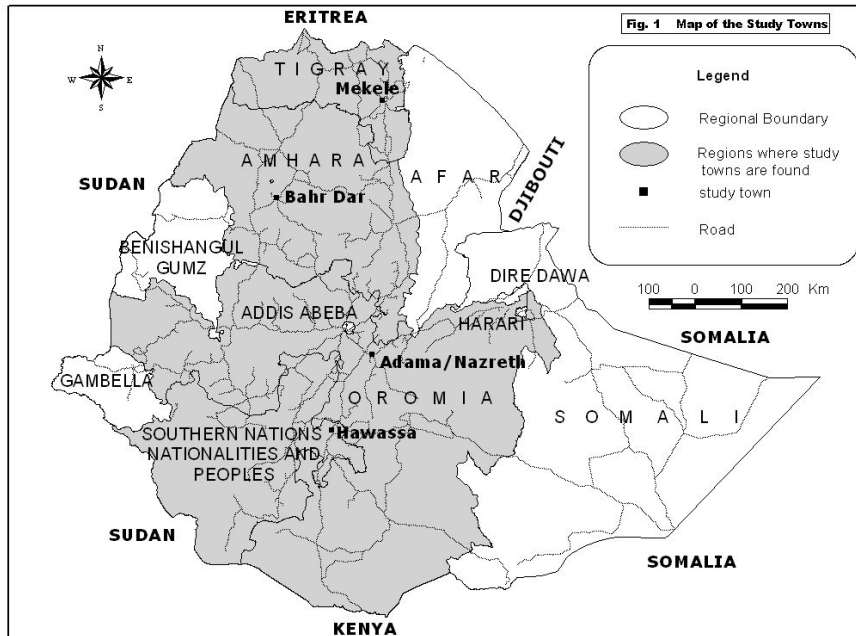 Fig. 1 Map of the Study Towns
ERITREA
N
W E
S
TIGRAY
Mekele
Legend
Regional Boundary
Regions where study
towns are found
study town
Road
AMHARA
SUDAN
AFAR
DJIBOUTI
Bahr Dar
BENISHANGUL
GUMZ
DIRE DAWA
100 0 100 200 Km
ADDIS ABEBA
HARARI
SOMALIA
Adama/Nazreth
GAMBELLA
OROMIA
SOMALI
SOUTHERN NATIONS
NATIONALITIES AND
PEOPLES
Hawassa
SUDAN
SOMALIA
KENYA